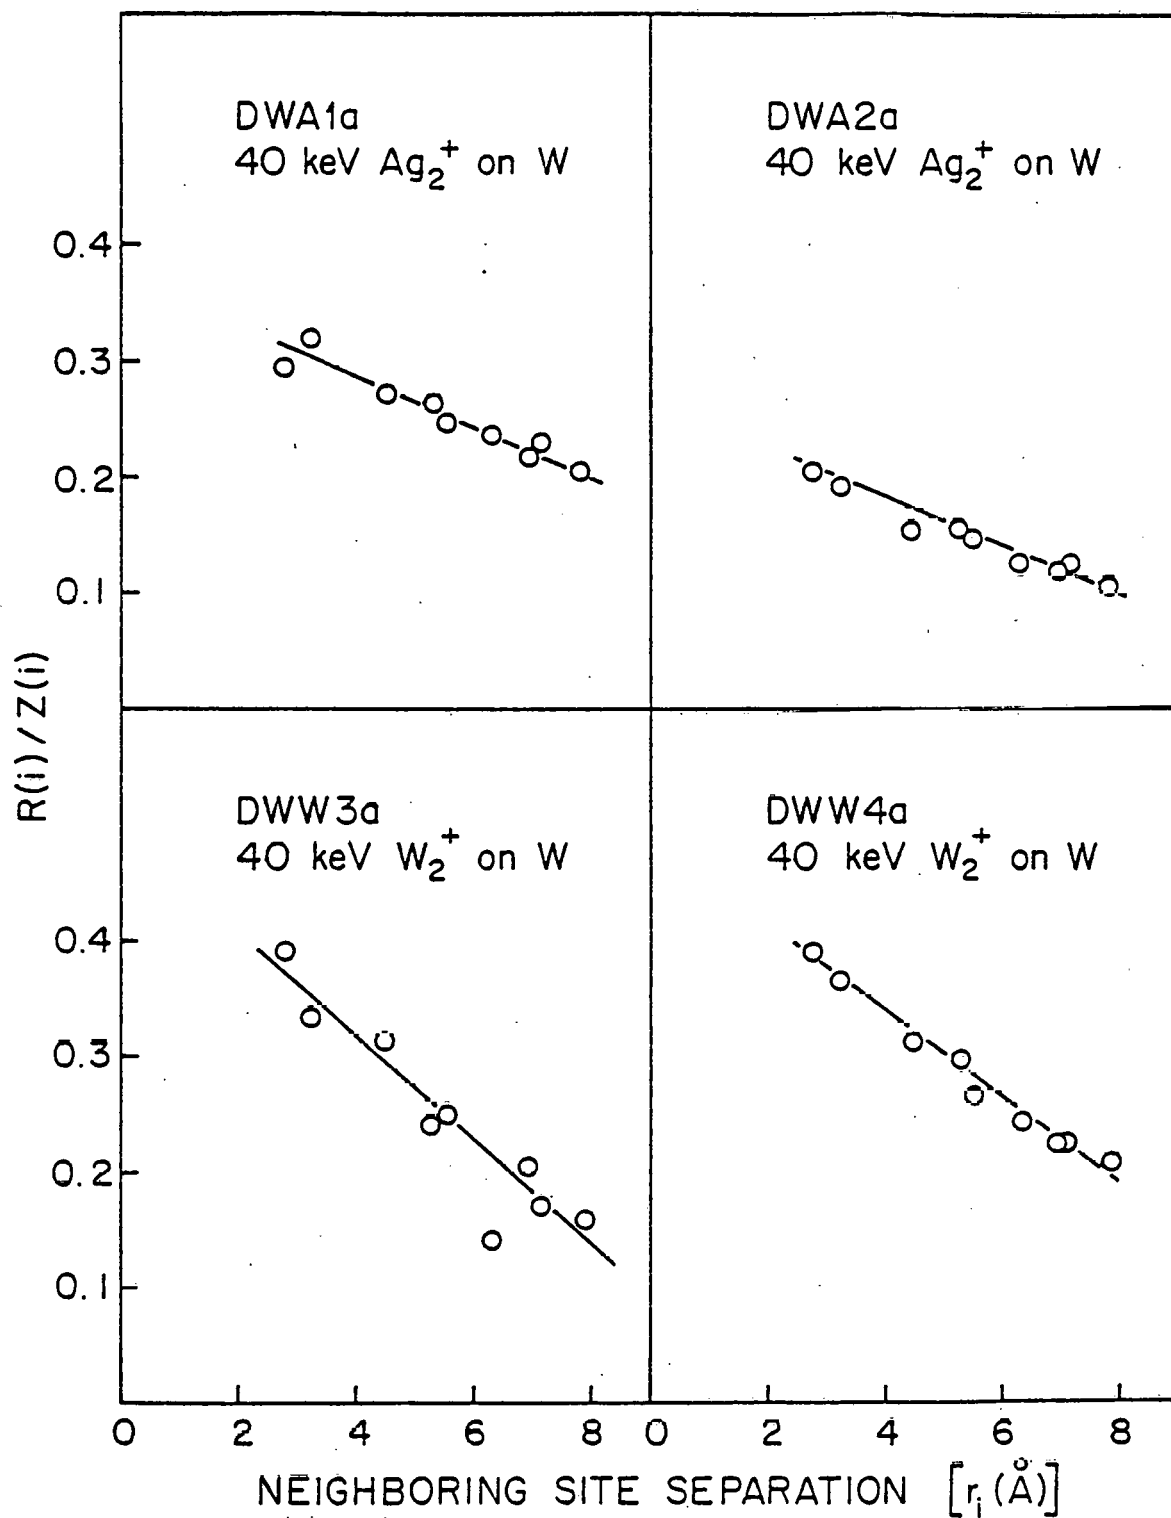 DWA1a
40 keV Ag₂⁺ on W
DWA2a
40 keV Ag₂⁺ on W
0.4
0.3
0.2
0.1
R(i)/Z(i)
DWW3a
40 keV W₂⁺ on W
DWW4a
40 keV W₂⁺ on W
0.4
0.3
0.2
0.1
0 2 4 6 8 0 2 4 6 8
NEIGHBORING SITE SEPARATION [rᵢ(Å)]